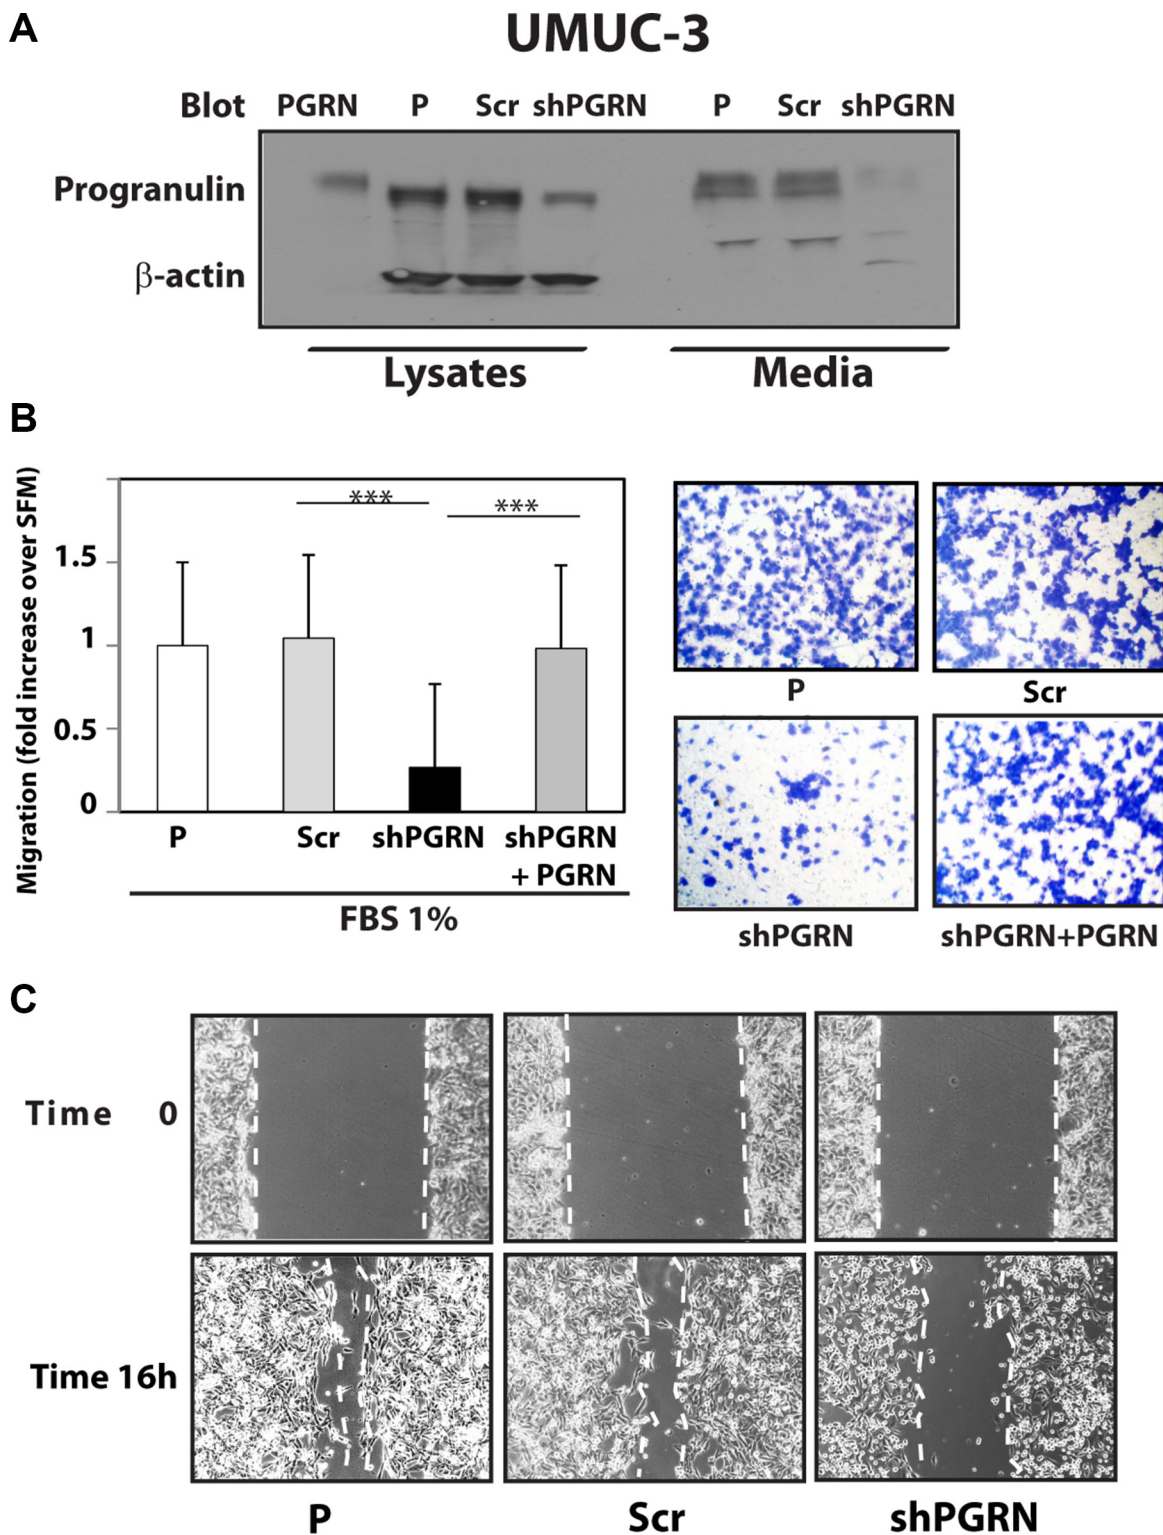 A
UMUC-3
Blot PGRN P Scr shPGRN P Scr shPGRN
Progranulin
β-actin
Lysates Media
B
Migration (fold increase over SFM)
1.5
1
0.5
0
*** ***
P Scr shPGRN shPGRN
+ PGRN
FBS 1%
P Scr
shPGRN shPGRN+PGRN
C
Time 0
Time 16h
P Scr shPGRN